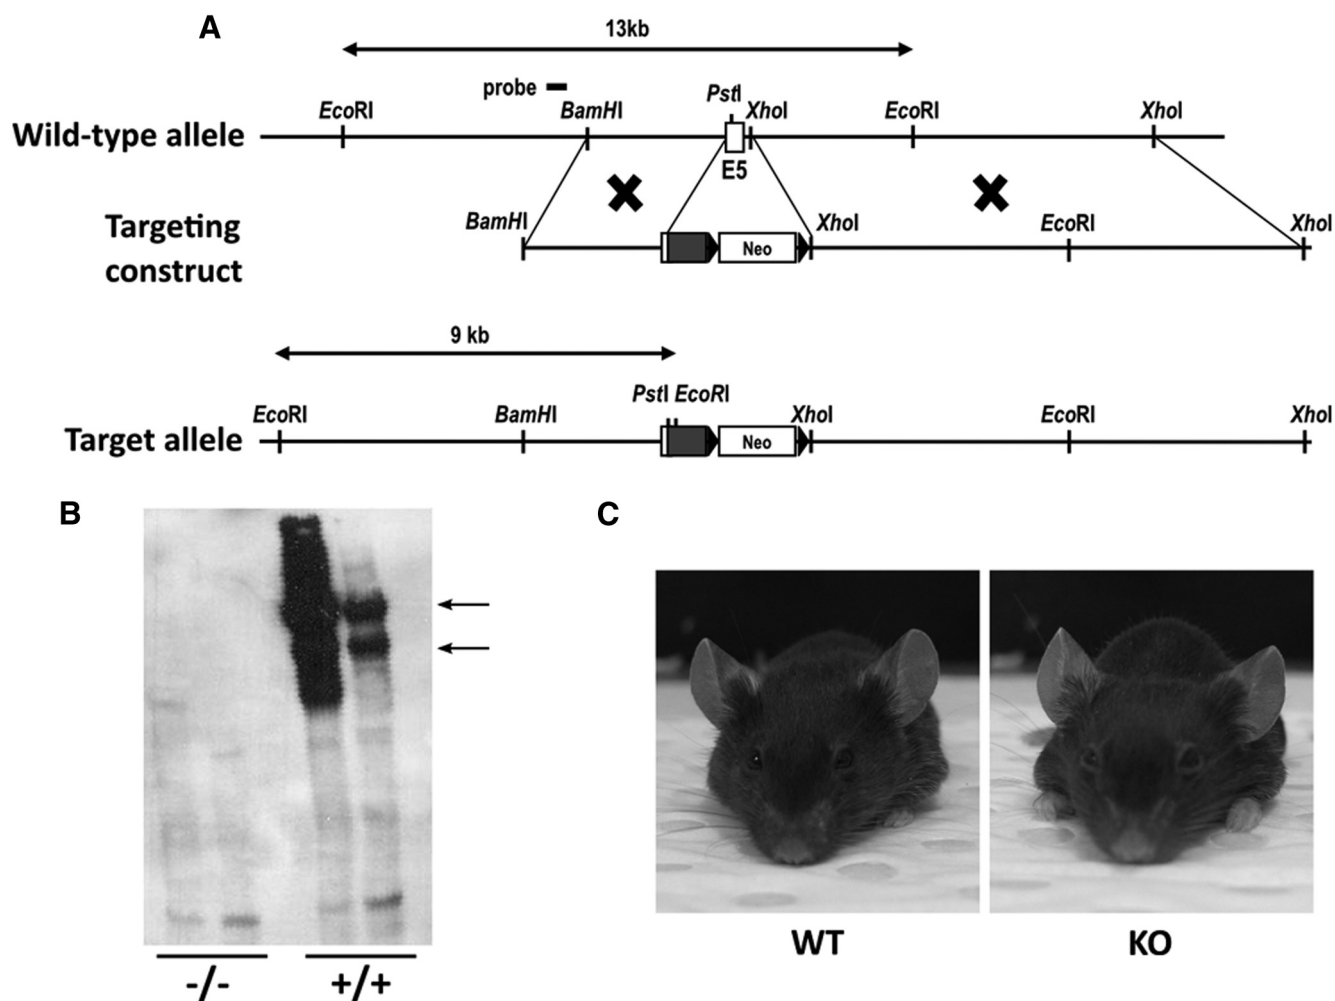 A
13kb
probe
EcoRI BamHI PstI XhoI EcoRI XhoI
Wild-type allele
E5
Targeting
construct
BamHI Neo XhoI EcoRI XhoI
9 kb
EcoRI BamHI PstI EcoRI XhoI EcoRI XhoI
Target allele
Neo
B
-/- +/+
C
WT KO